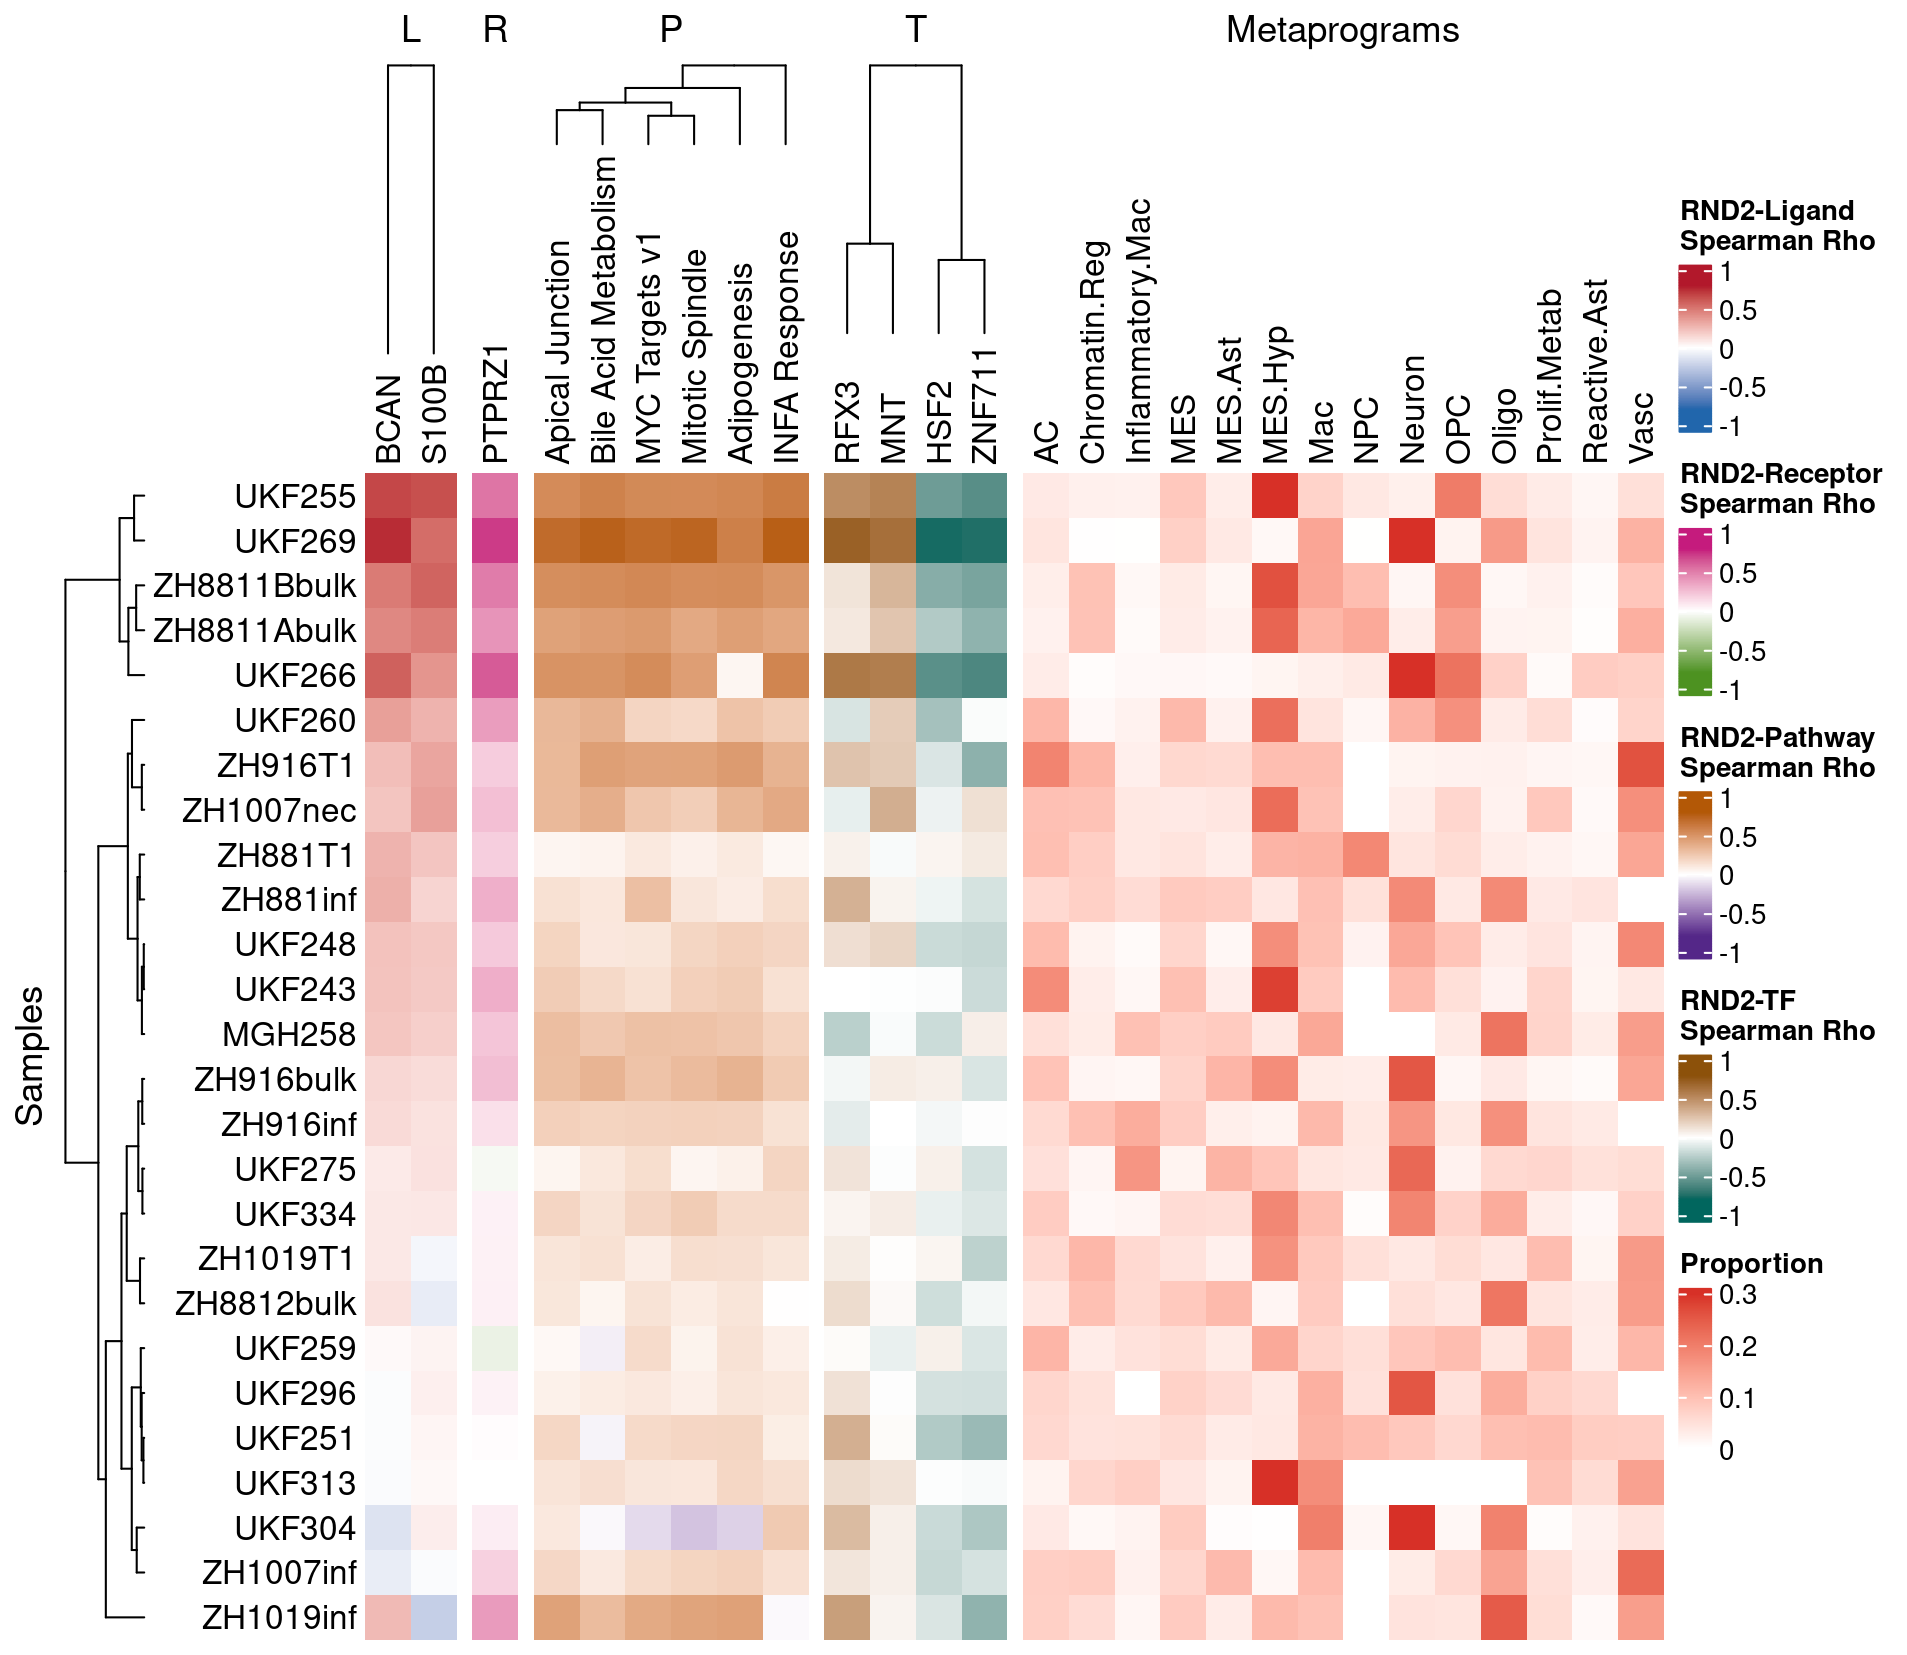 L R P T Metaprograms
BCAN
S100B
PTPRZ1
Apical Junction
Bile Acid Metabolism
MYC Targets v1
Mitotic Spindle
Adipogenesis
INFA Response
RFX3
MNT
HSF2
ZNF711
AC
Chromatin.Reg
Inflammatory.Mac
MES
MES.Ast
MES.Hyp
Mac
NPC
Neuron
OPC
Oligo
Prolif.Metab
Reactive.Ast
Vasc
Samples
UKF255
UKF269
ZH8811Bbulk
ZH8811Abulk
UKF266
UKF260
ZH916T1
ZH1007nec
ZH881T1
ZH881inf
UKF248
UKF243
MGH258
ZH916bulk
ZH916inf
UKF275
UKF334
ZH1019T1
ZH8812bulk
UKF259
UKF296
UKF251
UKF313
UKF304
ZH1007inf
ZH1019inf
RND2-Ligand
Spearman Rho
1
0.5
0
-0.5
-1
RND2-Receptor
Spearman Rho
1
0.5
0
-0.5
-1
RND2-Pathway
Spearman Rho
1
0.5
0
-0.5
-1
RND2-TF
Spearman Rho
1
0.5
0
-0.5
-1
Proportion
0.3
0.2
0.1
0